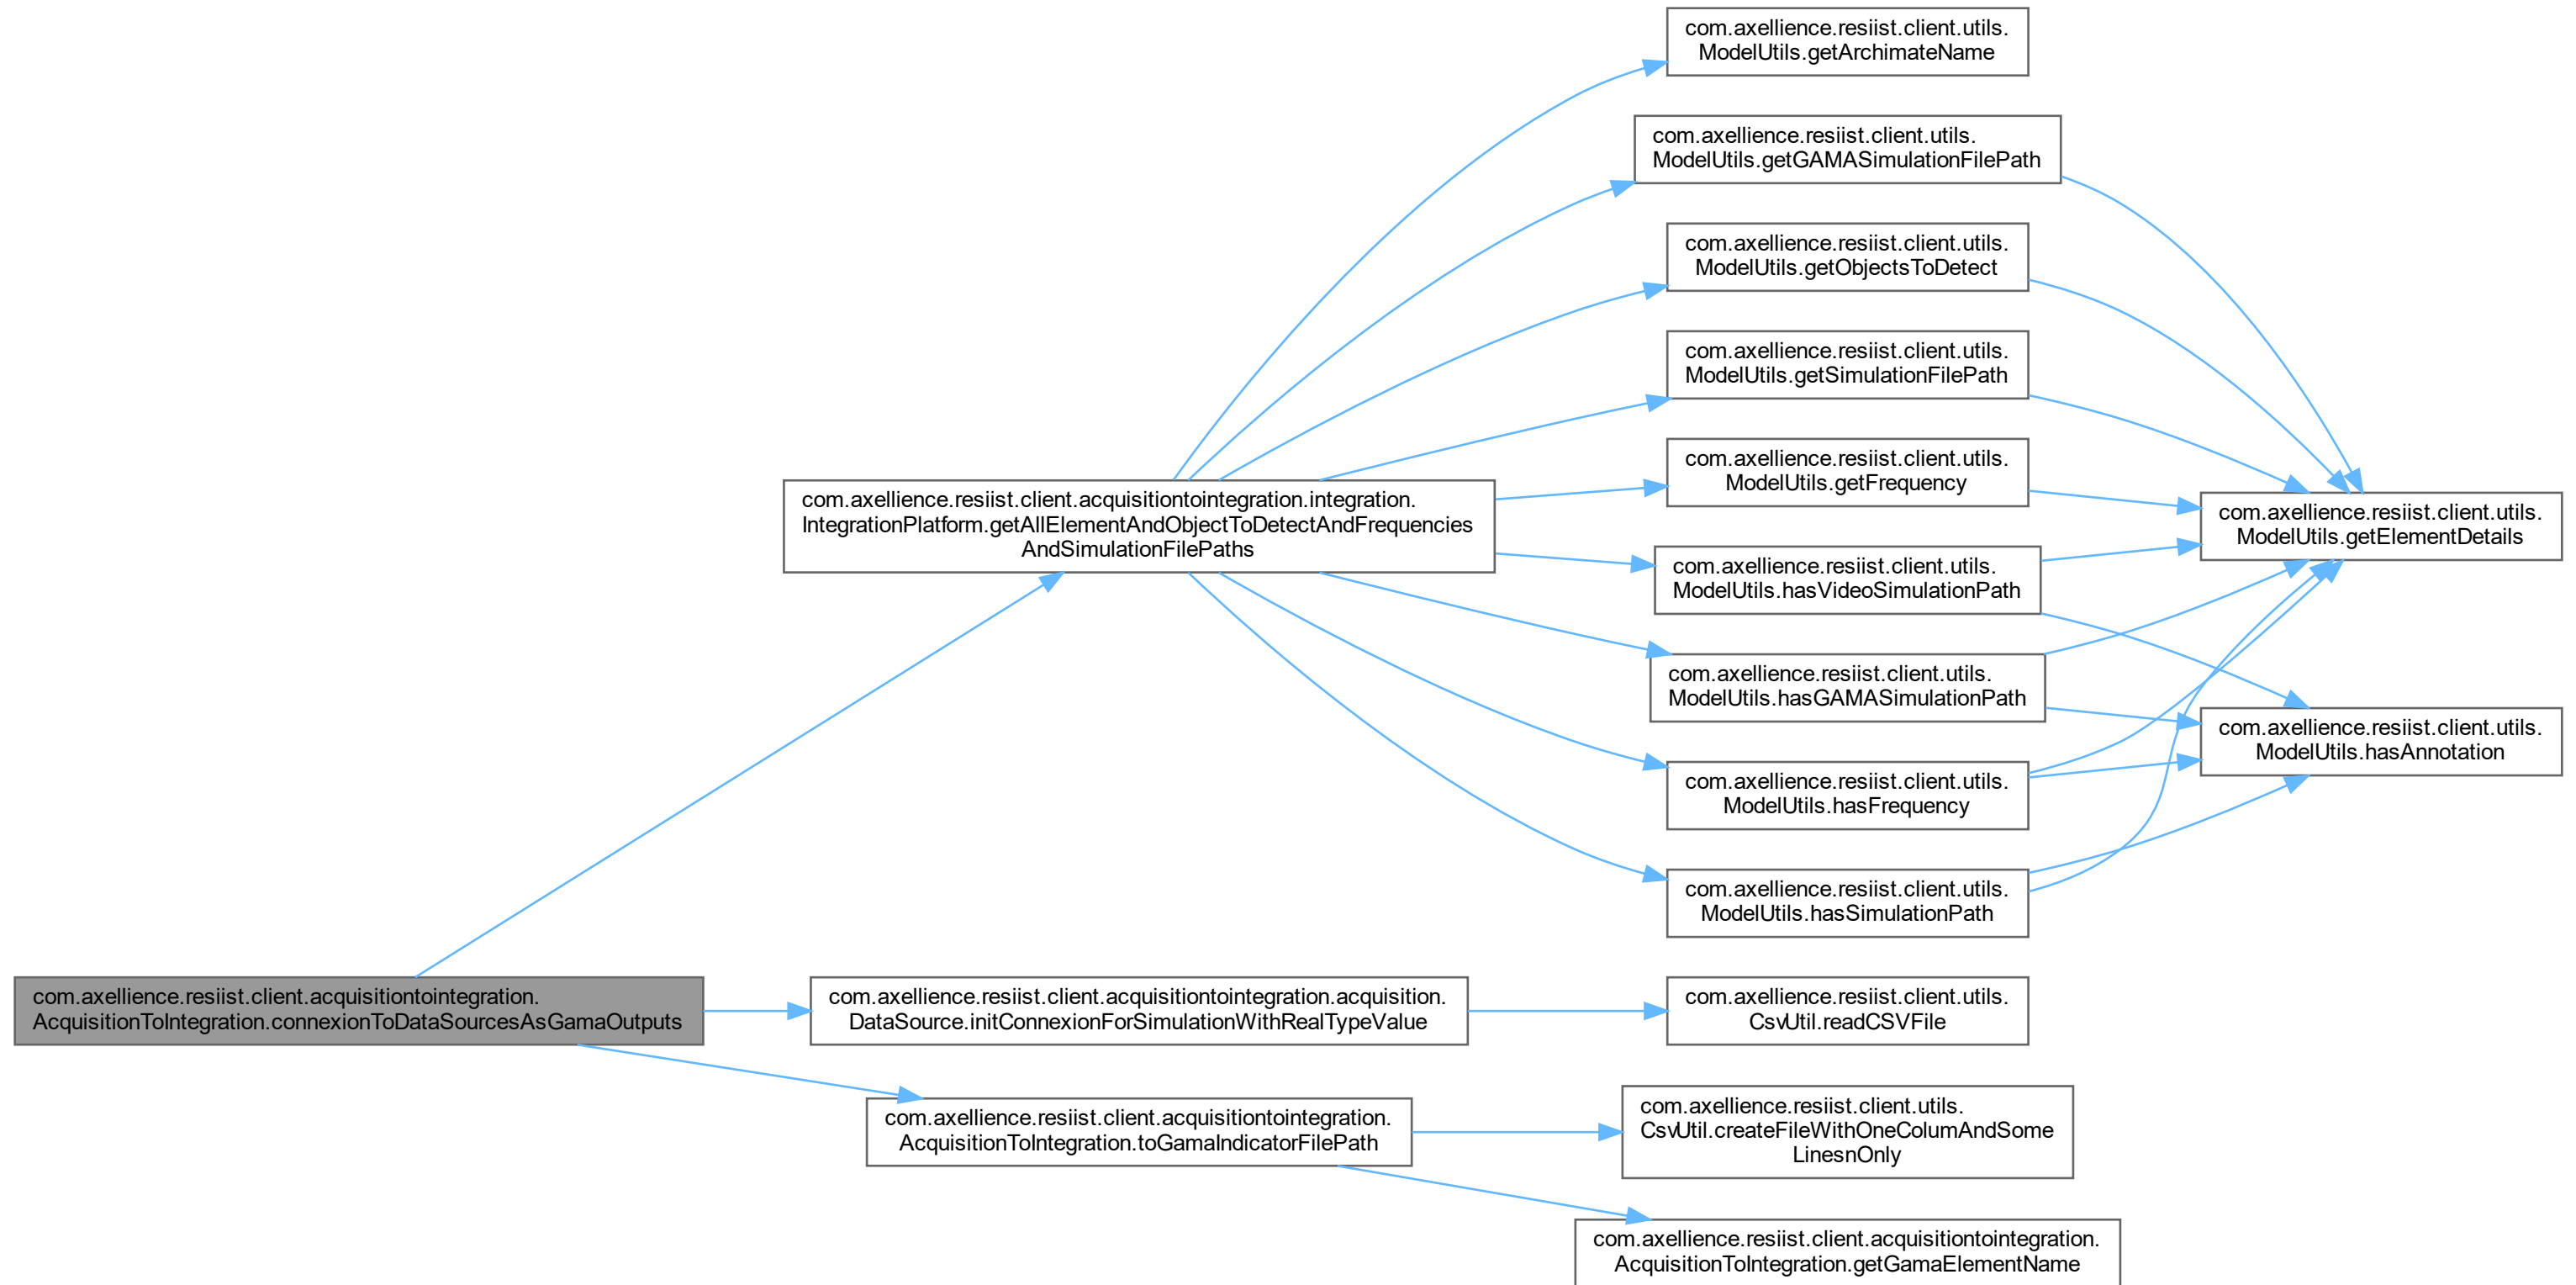 com.axellience.resiist.client.utils.
ModelUtils.getArchimateName
com.axellience.resiist.client.utils.
ModelUtils.getGAMASimulationFilePath
com.axellience.resiist.client.utils.
ModelUtils.getObjectsToDetect
com.axellience.resiist.client.utils.
ModelUtils.getSimulationFilePath
com.axellience.resiist.client.utils.
ModelUtils.getFrequency
com.axellience.resiist.client.acquisitiontointegration.integration.
IntegrationPlatform.getAllElementAndObjectToDetectAndFrequencies
AndSimulationFilePaths
com.axellience.resiist.client.utils.
ModelUtils.getElementDetails
com.axellience.resiist.client.utils.
ModelUtils.hasVideoSimulationPath
com.axellience.resiist.client.utils.
ModelUtils.hasGAMASimulationPath
com.axellience.resiist.client.utils.
ModelUtils.hasAnnotation
com.axellience.resiist.client.utils.
ModelUtils.hasFrequency
com.axellience.resiist.client.utils.
ModelUtils.hasSimulationPath
com.axellience.resiist.client.acquisitiontointegration.
AcquisitionToIntegration.connexionToDataSourcesAsGamaOutputs
com.axellience.resiist.client.acquisitiontointegration.acquisition.
DataSource.initConnexionForSimulationWithRealTypeValue
com.axellience.resiist.client.utils.
CsvUtil.readCSVFile
com.axellience.resiist.client.acquisitiontointegration.
AcquisitionToIntegration.toGamaIndicatorFilePath
com.axellience.resiist.client.utils.
CsvUtil.createFileWithOneColumAndSome
LinesnOnly
com.axellience.resiist.client.acquisitiontointegration.
AcquisitionToIntegration.getGamaElementName